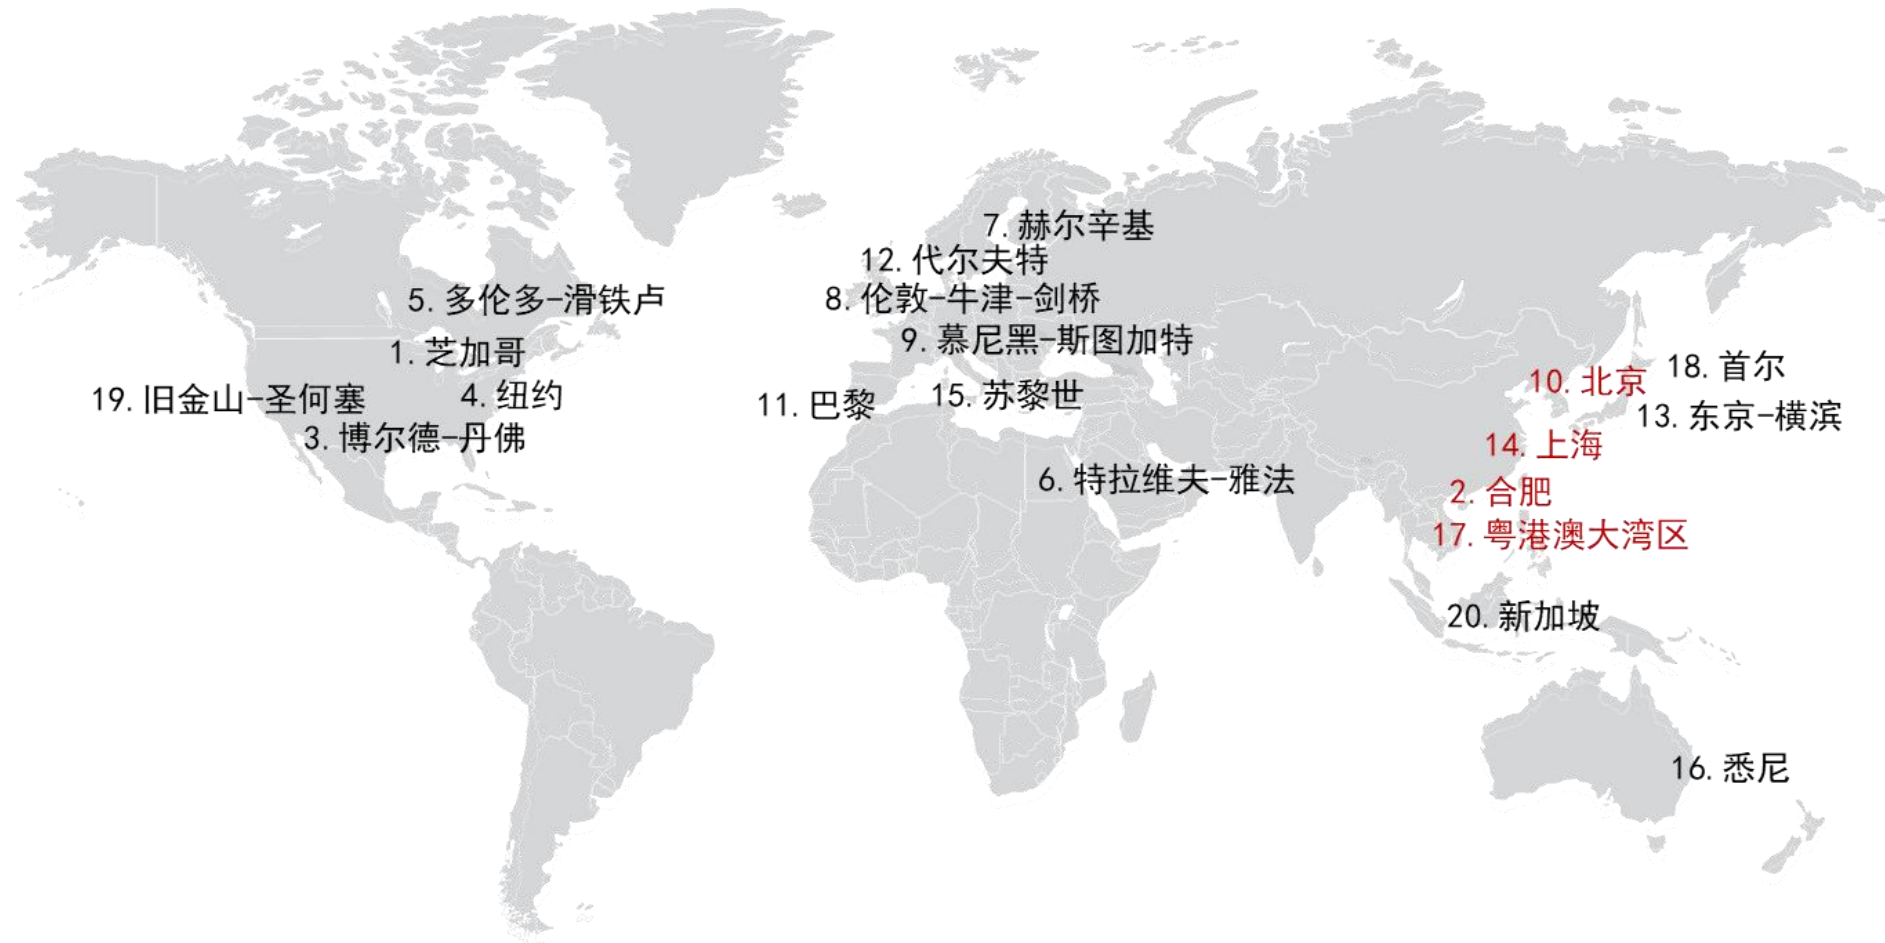 7.赫尔辛基
12.代尔夫特
5.多伦多-滑铁卢
8.伦敦-牛津-剑桥
9.慕尼黑-斯图加特
1.芝加哥
18.首尔
10.北京
19.旧金山-圣何塞
4.纽约
11.巴黎
15.苏黎世
13.东京-横滨
3.博尔德-丹佛
14.上海
6.特拉维夫-雅法
2.合肥
17.粤港澳大湾区
20.新加坡
16.悉尼